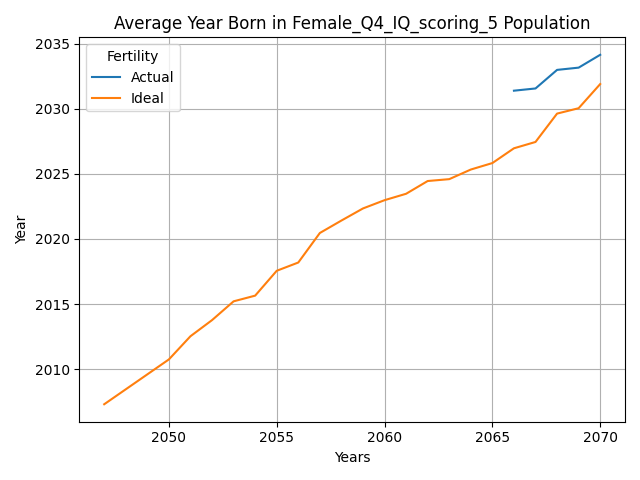 Average Year Born in Female_Q4_IQ_scoring_5 Population
Fertility
Actual
Ideal
Year
2035
2030
2025
2020
2015
2010
2050 2055 2060 2065 2070
Years